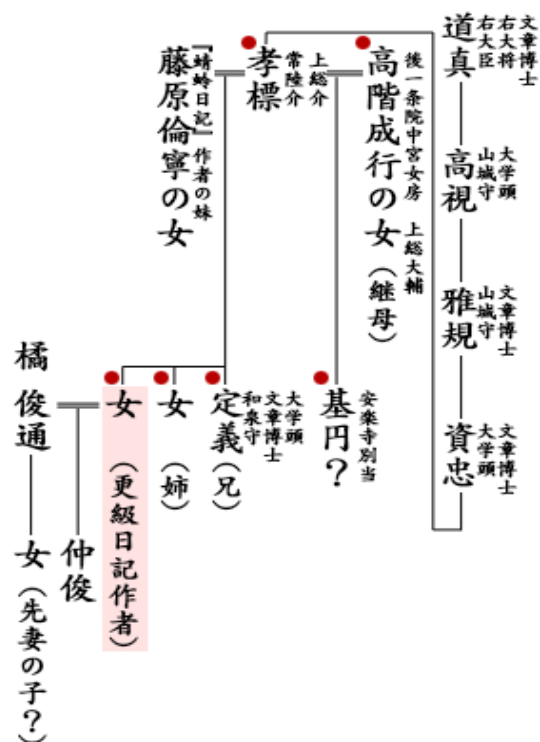 文章博士
右大将
右大臣
道真
大学頭
山城守
高視
文章博士
山城守
雅規
文章博士
大学頭
資忠
後一条院中宮女房 上総大輔
高階成行の女(継母)
上総介
常陸介
孝標
『蜻蛉日記』作者の妹
藤原倫寧の女
安楽寺別当
基円?
大学頭
文章博士
和泉守
定義(兄)
女 (姉)
女 (更級日記作者)
仲俊
橘 俊通
女(先妻の子?)